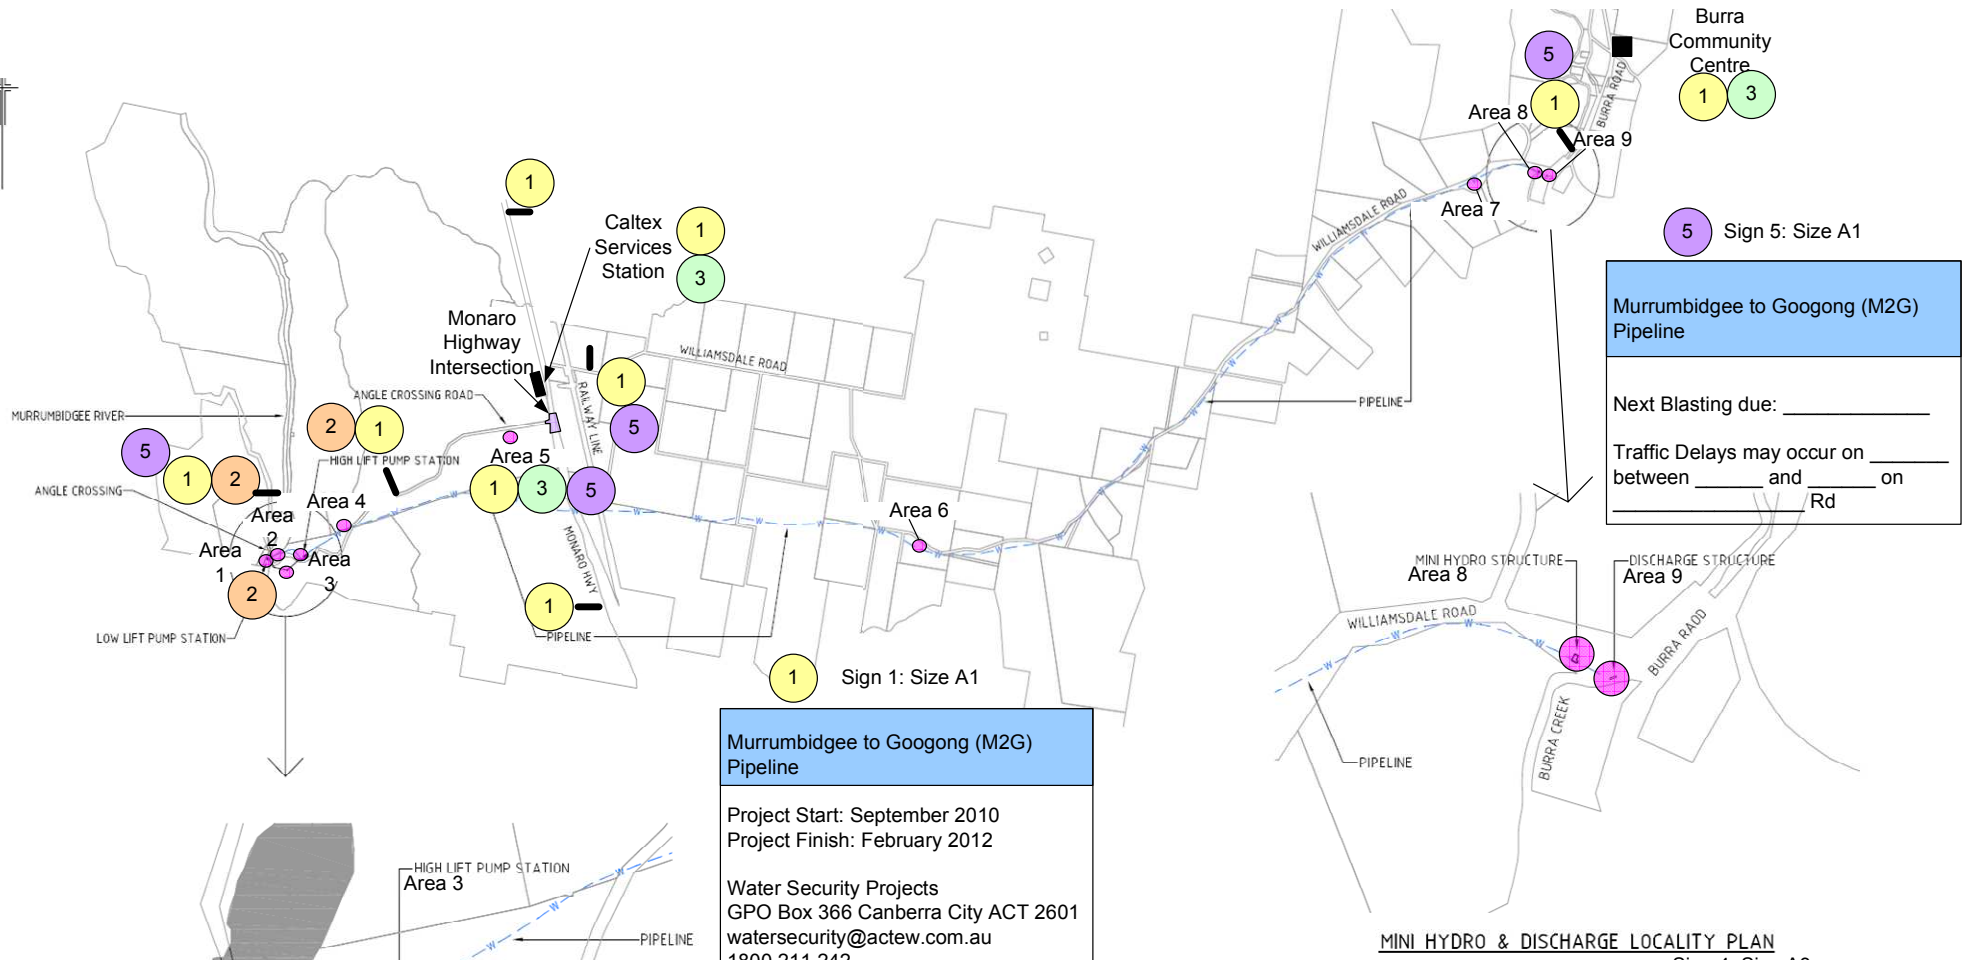 Burra
Community
Centre
5
1
1
3
BURRA ROAD
Area 8
Area 9
Area 7
WILLIAMSDALE ROAD
1
Caltex
Services
Station
1
3
Monaro
Highway
Intersection
WILLIAMSDALE ROAD
RAILWAY LINE
1
5
ANGLE CROSSING ROAD
MURRUMBIDGEE RIVER
2
1
HIGH LIFT PUMP STATION
Area 5
5
1
2
ANGLE CROSSING
Area 4
1
3
5
Area
2
Area
1
Area
3
2
LOW LIFT PUMP STATION
MONARO HWY
1
PIPELINE
Area 6
PIPELINE
5
Sign 5: Size A1
Murrumbidgee to Googong (M2G)
Pipeline
Next Blasting due: _____________
Traffic Delays may occur on _______
between ______ and ______ on
_________________ Rd
1
Sign 1: Size A1
Murrumbidgee to Googong (M2G)
Pipeline
Project Start: September 2010
Project Finish: February 2012
Water Security Projects
GPO Box 366 Canberra City ACT 2601
watersecurity@actew.com.au
1800 211 242
HIGH LIFT PUMP STATION
Area 3
PIPELINE
MINI HYDRO STRUCTURE
Area 8
DISCHARGE STRUCTURE
Area 9
WILLIAMSDALE ROAD
BURRA RAOD
BURRA CREEK
PIPELINE
MINI HYDRO & DISCHARGE LOCALITY PLAN